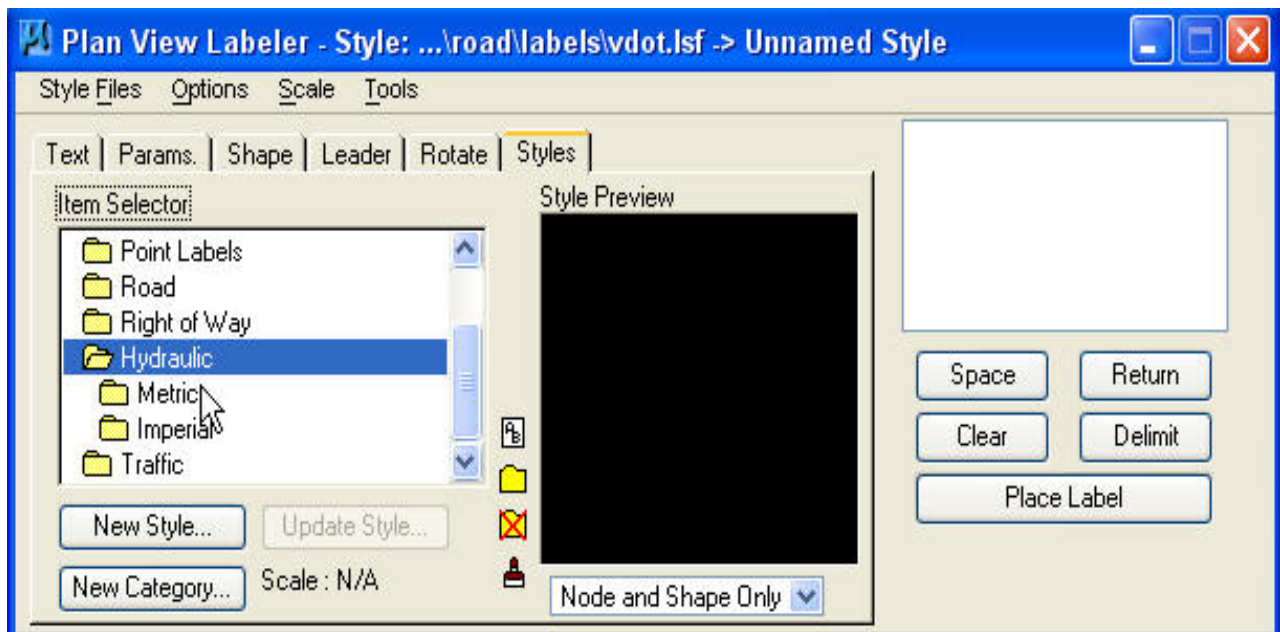 Plan View Labeler - Style: ...\road\labels\vdot.lsf -> Unnamed Style
Style Files Options Scale Tools
Text Params. Shape Leader Rotate Styles
Item Selector
Point Labels
Road
Right of Way
Hydraulic
Metric
Imperial
Traffic
New Style... Update Style...
New Category... Scale : N/A
Style Preview
Node and Shape Only
Space Return
Clear Delimit
Place Label